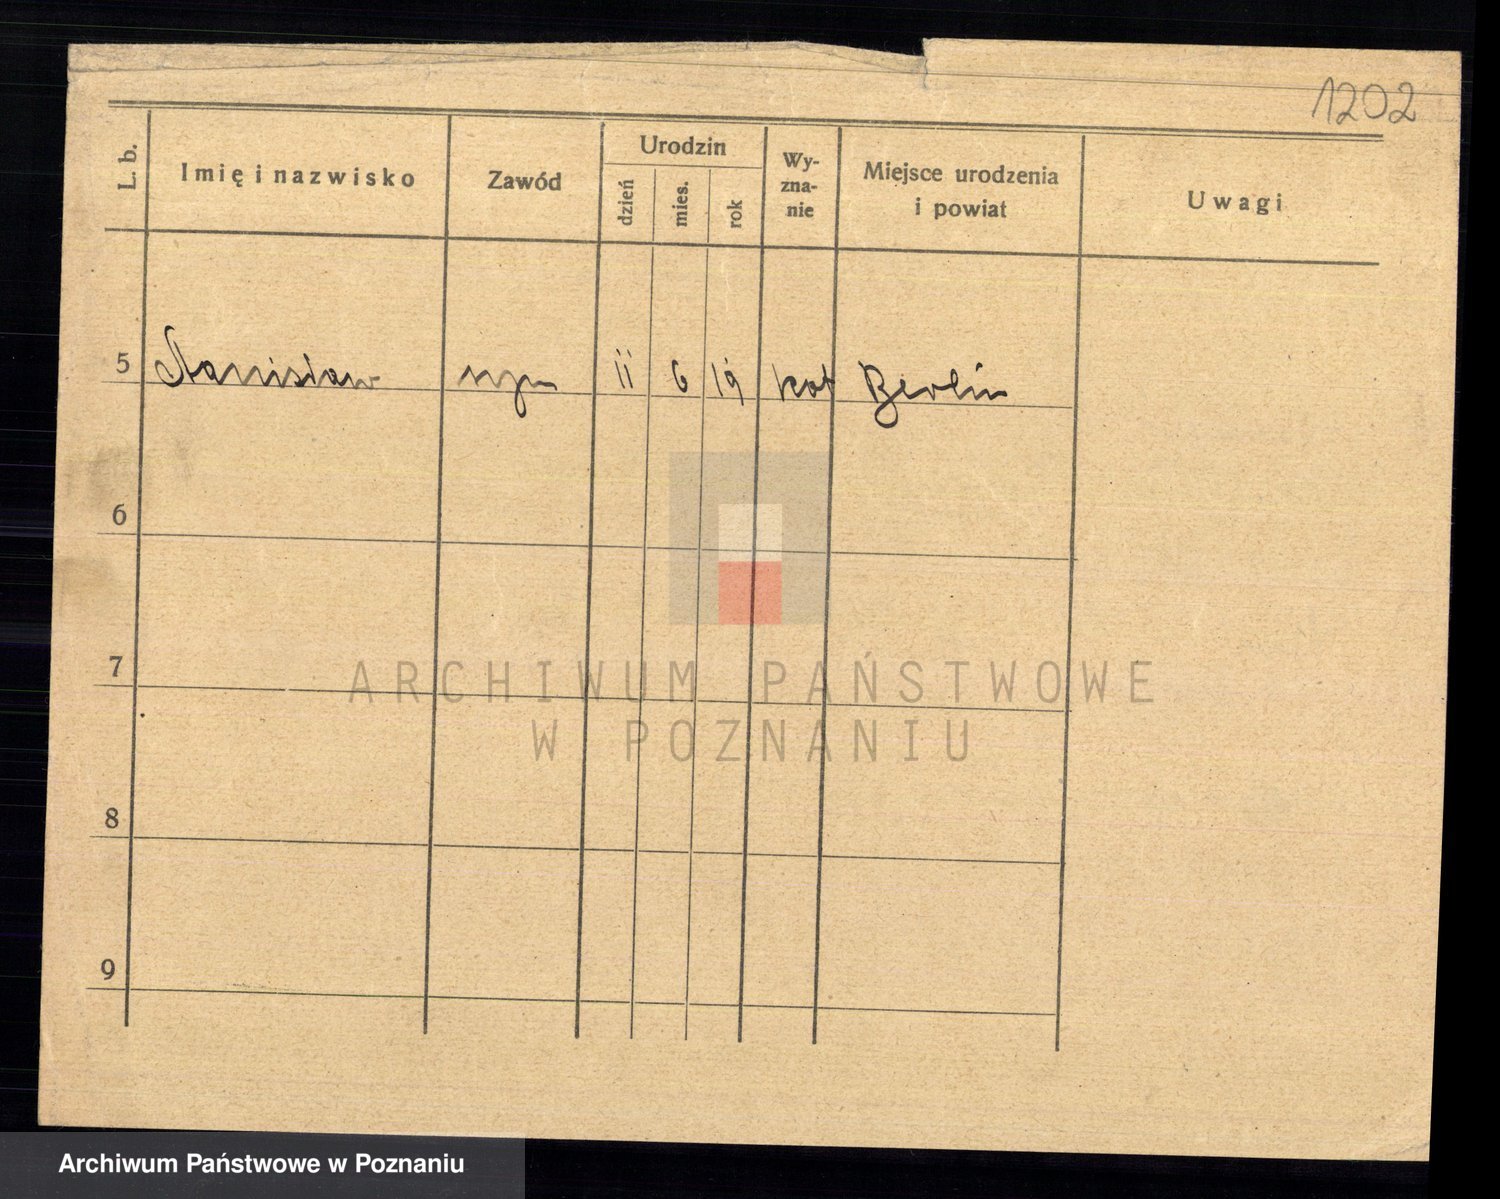 1202
L. b.
Imię i nazwisko
Zawód
Urodzin
dzień
mies.
rok
Wy-
zna-
nie
Miejsce urodzenia
i powiat
Uwagi
5 Stanisław syn 11 6 19 kat Berlin
6
7
8
9
ARCHIWUM PAŃSTWOWE
W POZNANIU
Archiwum Państwowe w Poznaniu